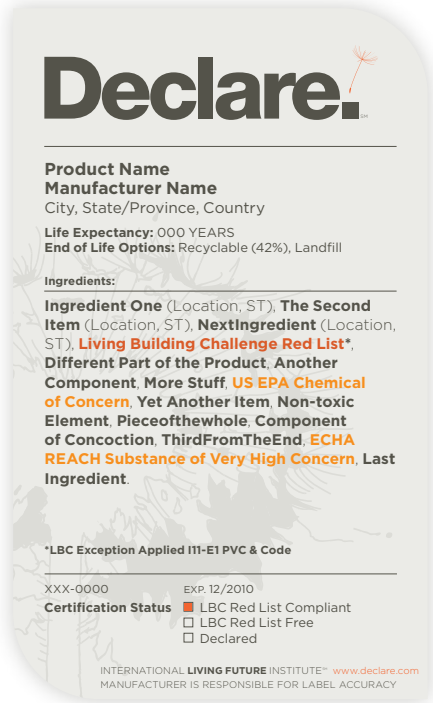 Declare.
SM
Product Name
Manufacturer Name
City, State/Province, Country
Life Expectancy: 000 YEARS
End of Life Options: Recyclable (42%), Landfill
Ingredients:
Ingredient One (Location, ST), The Second
Item (Location, ST), NextIngredient (Location,
ST), Living Building Challenge Red List*,
Different Part of the Product, Another
Component, More Stuff, US EPA Chemical
of Concern, Yet Another Item, Non-toxic
Element, Pieceofthewhole, Component
of Concoction, ThirdFromTheEnd, ECHA
REACH Substance of Very High Concern, Last
Ingredient.
*LBC Exception Applied I11-E1 PVC & Code
XXX-0000 EXP. 12/2010
Certification Status LBC Red List Compliant
LBC Red List Free
Declared
INTERNATIONAL LIVING FUTURE INSTITUTE℠ www.declare.com
MANUFACTURER IS RESPONSIBLE FOR LABEL ACCURACY